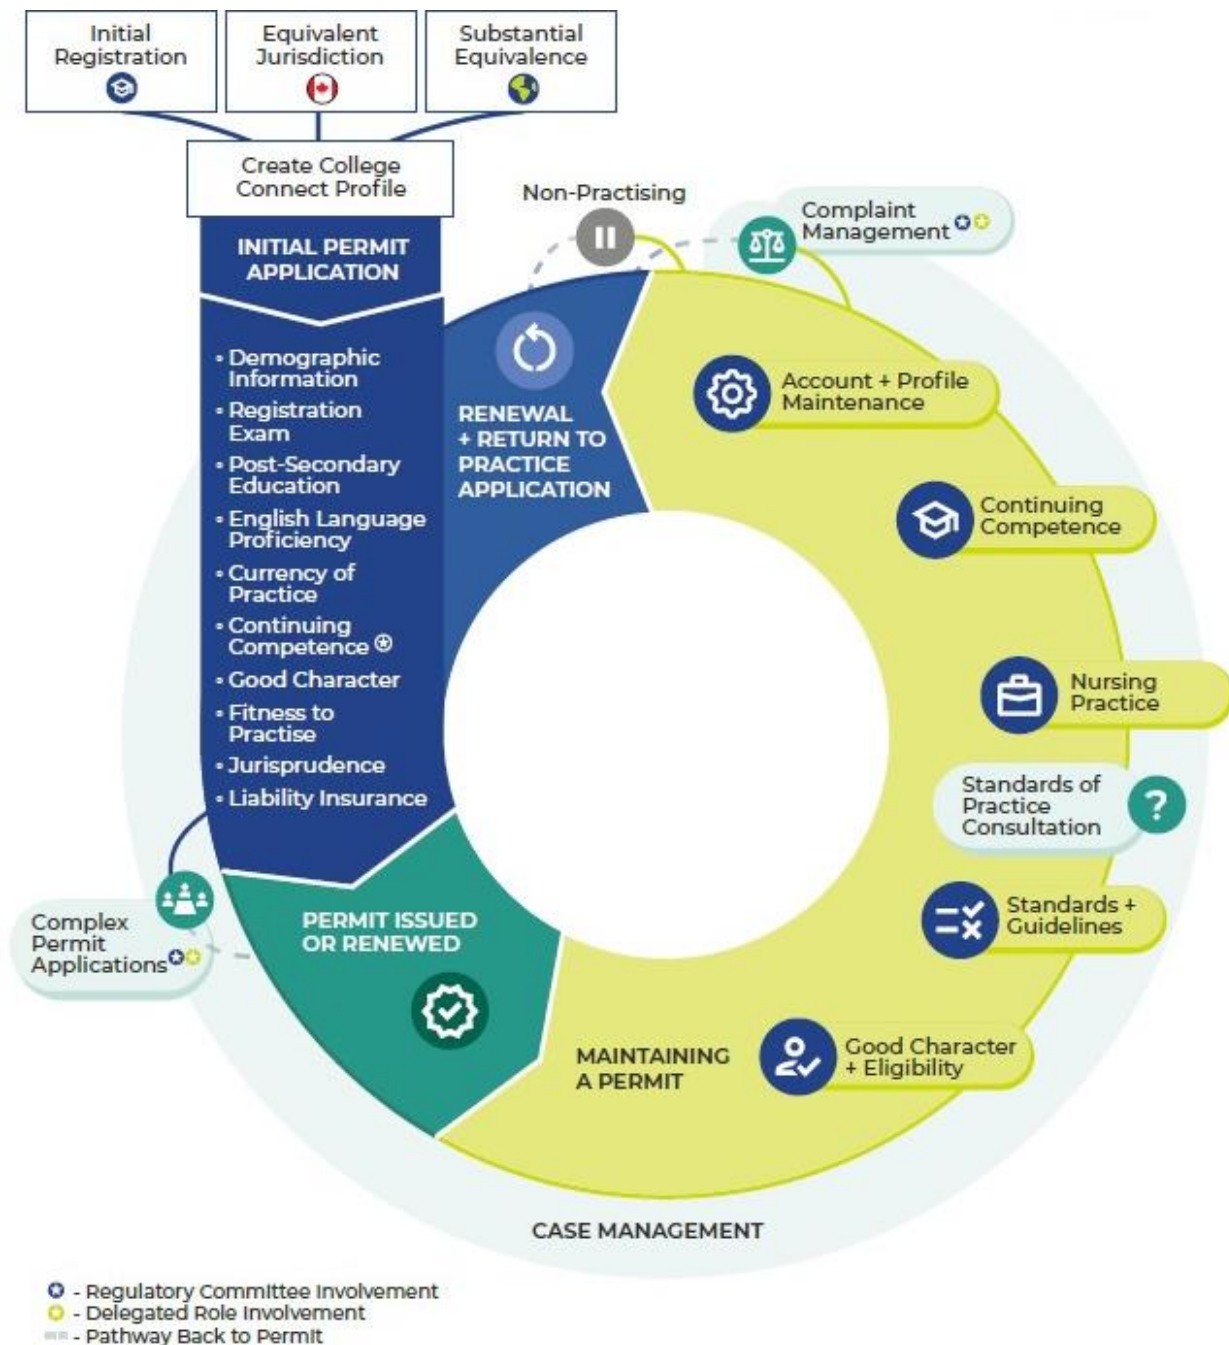 Initial
Registration
Equivalent
Jurisdiction
Substantial
Equivalence
Create College
Connect Profile
INITIAL PERMIT
APPLICATION
• Demographic
Information
• Registration
Exam
• Post-Secondary
Education
• English Language
Proficiency
• Currency of
Practice
• Continuing
Competence
• Good Character
• Fitness to
Practise
• Jurisprudence
• Liability Insurance
Non-Practising
Complaint
Management
RENEWAL
+ RETURN TO
PRACTICE
APPLICATION
Account + Profile
Maintenance
Continuing
Competence
Nursing
Practice
Standards of
Practice
Consultation
?
Standards +
Guidelines
Good Character
+ Eligibility
MAINTAINING
A PERMIT
PERMIT ISSUED
OR RENEWED
Complex
Permit
Applications
CASE MANAGEMENT
- Regulatory Committee Involvement
- Delegated Role Involvement
- Pathway Back to Permit